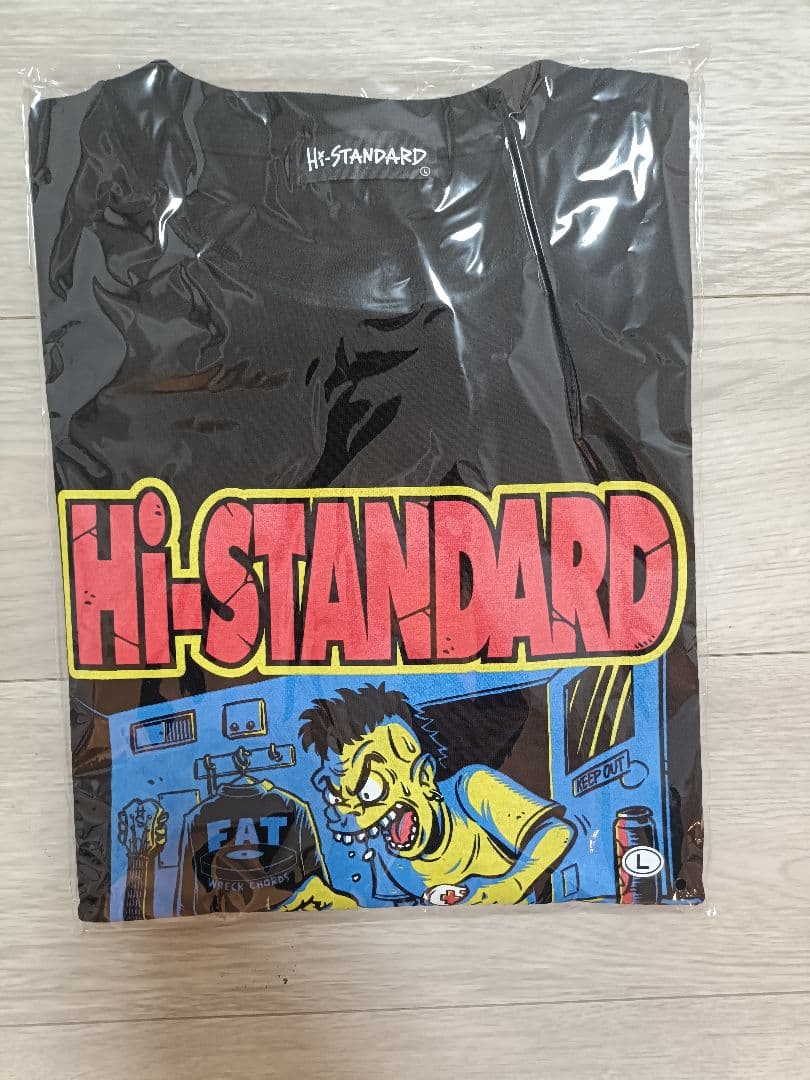 Hi-STANDARD
L
Hi-STANDARD
KEEP OUT
FAT
WRECK CHORDS
L